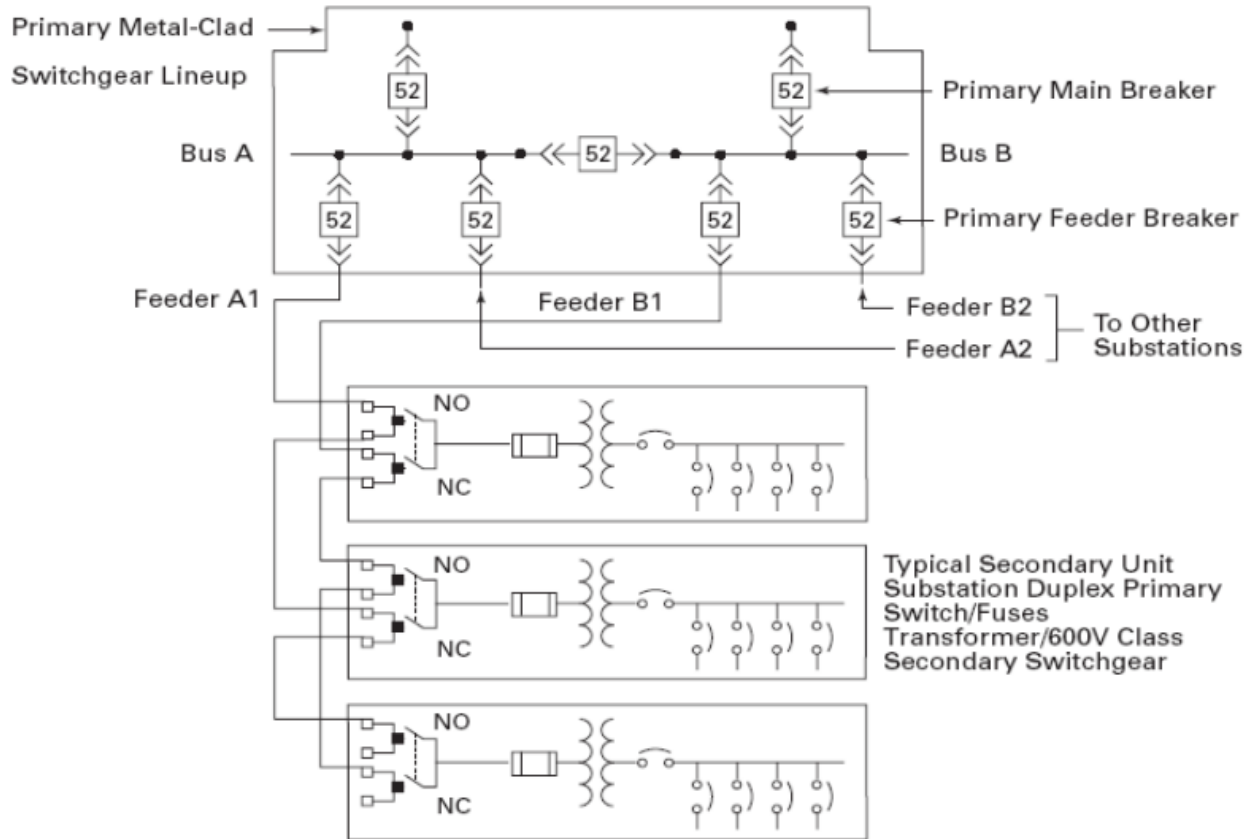 Primary Metal-Clad
Switchgear Lineup
52
52
Primary Main Breaker
Bus A
52
Bus B
52
52
52
52
Primary Feeder Breaker
Feeder A1
Feeder B1
Feeder B2
Feeder A2
To Other
Substations
NO
NC
NO
NC
Typical Secondary Unit
Substation Duplex Primary
Switch/Fuses
Transformer/600V Class
Secondary Switchgear
NO
NC